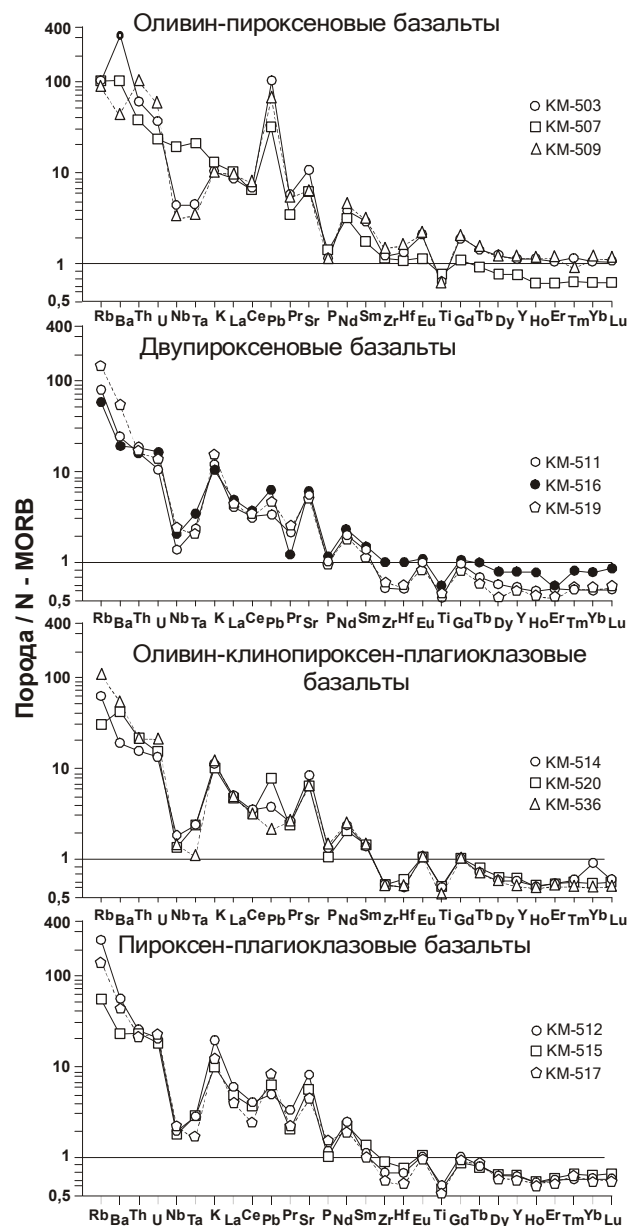 Порода / N - MORB
Оливин-пироксеновые базальты
400
100
10
1
0,5
KM-503
KM-507
KM-509
Rb Ba Th U Nb Ta K La Ce Pb Pr Sr P Nd Sm Zr Hf Eu Ti Gd Tb Dy Y Ho Er Tm Yb Lu
Двупироксеновые базальты
400
100
10
1
0,5
KM-511
KM-516
KM-519
Rb Ba Th U Nb Ta K La Ce Pb Pr Sr P Nd Sm Zr Hf Eu Ti Gd Tb Dy Y Ho Er Tm Yb Lu
Оливин-клинопироксен-плагиоклазовые
базальты
400
100
10
1
0,5
KM-514
KM-520
KM-536
Rb Ba Th U Nb Ta K La Ce Pb Pr Sr P Nd Sm Zr Hf Eu Ti Gd Tb Dy Y Ho Er Tm Yb Lu
Пироксен-плагиоклазовые базальты
400
100
10
1
0,5
KM-512
KM-515
KM-517
Rb Ba Th U Nb Ta K La Ce Pb Pr Sr P Nd Sm Zr Hf Eu Ti Gd Tb Dy Y Ho Er Tm Yb Lu